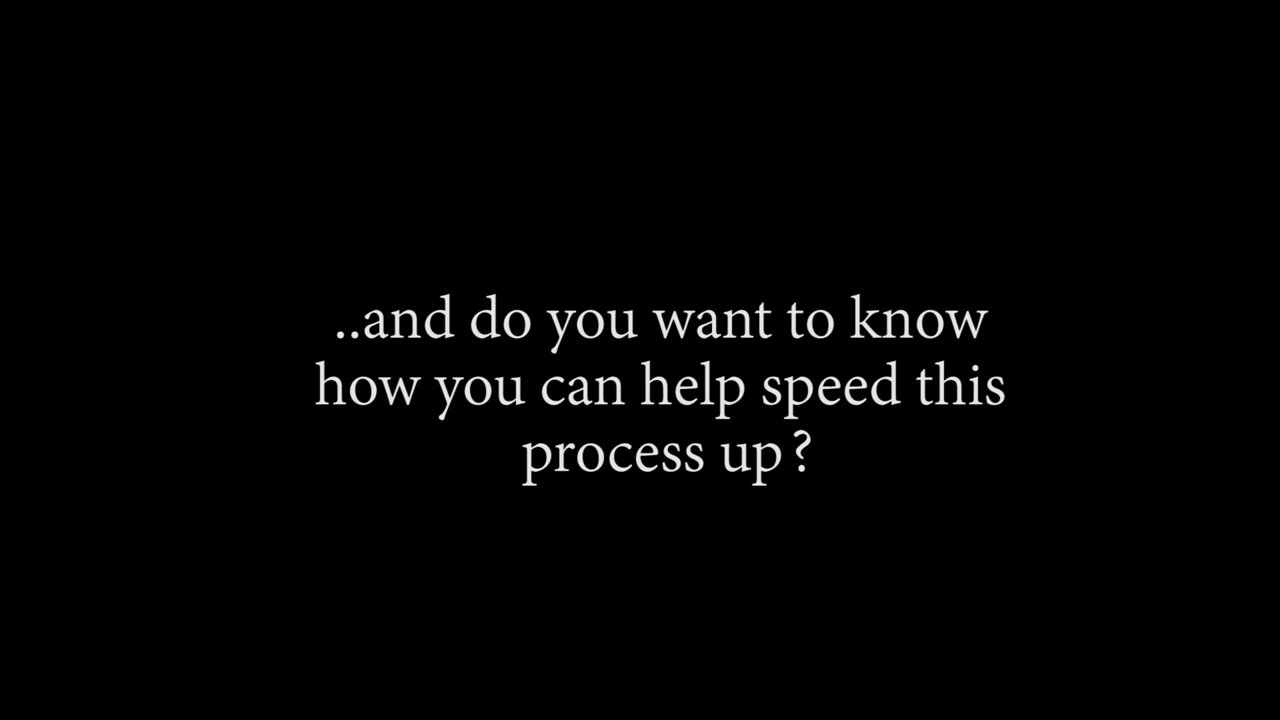 ..and do you want to know
how you can help speed this
process up?